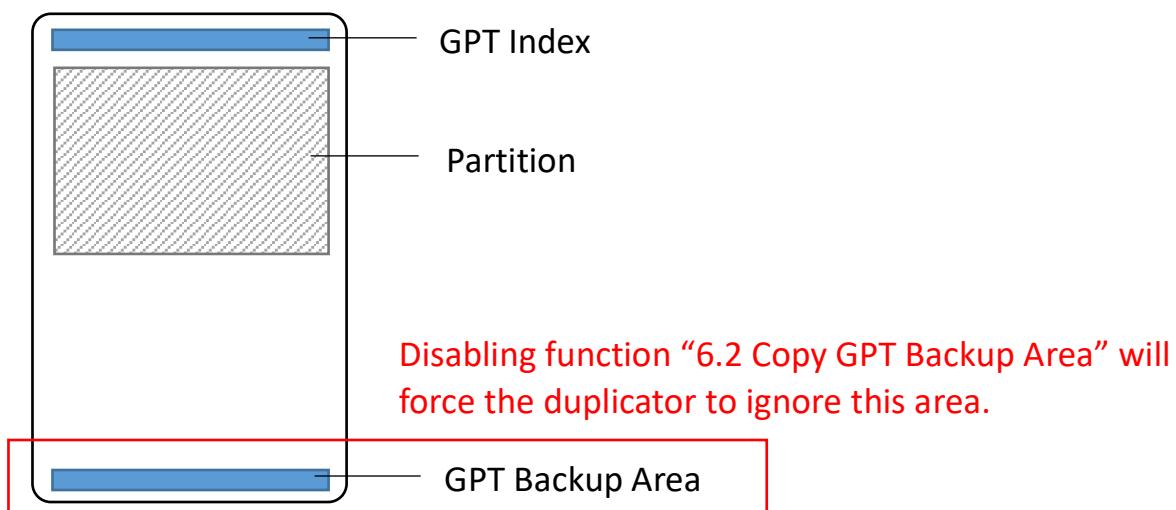 GPT Index
Partition
Disabling function “6.2 Copy GPT Backup Area” will
force the duplicator to ignore this area.
GPT Backup Area